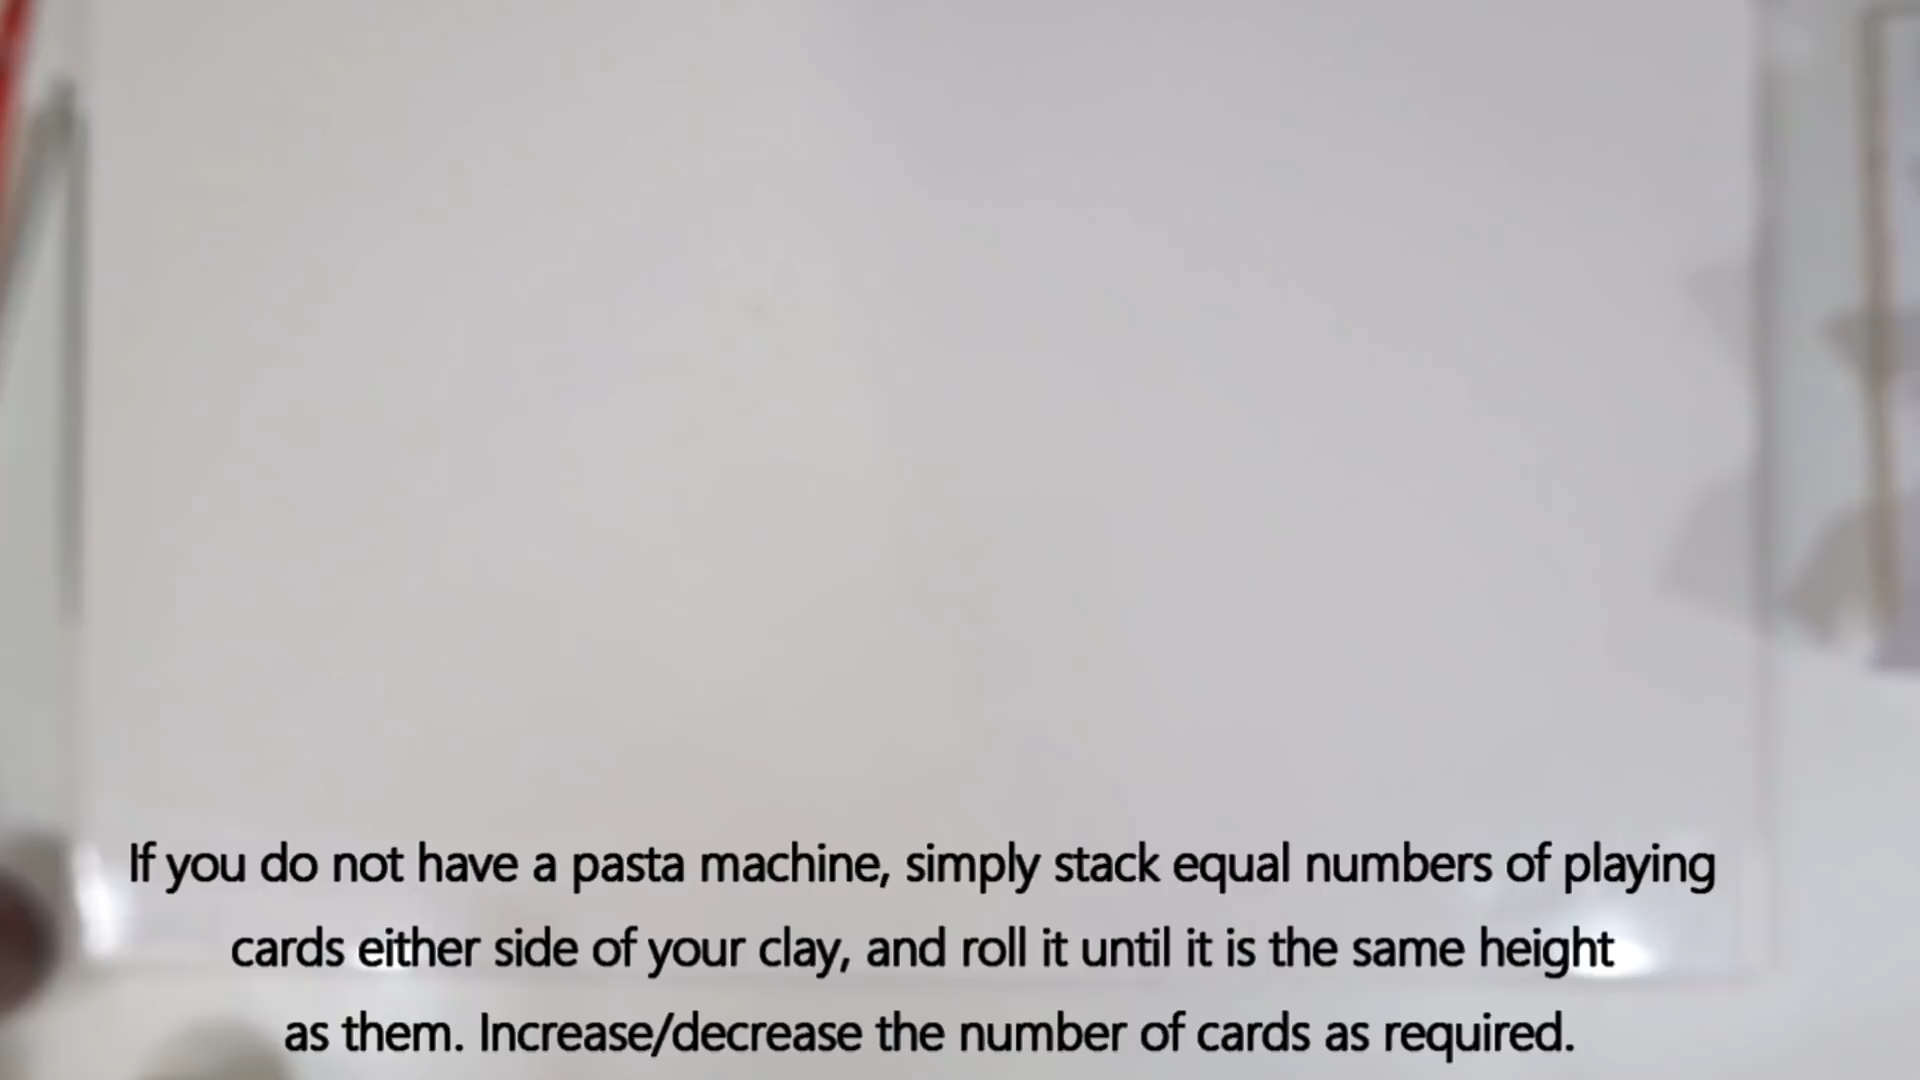 If you do not have a pasta machine, simply stack equal numbers of playing
cards either side of your clay, and roll it until it is the same height
as them. Increase/decrease the number of cards as required.